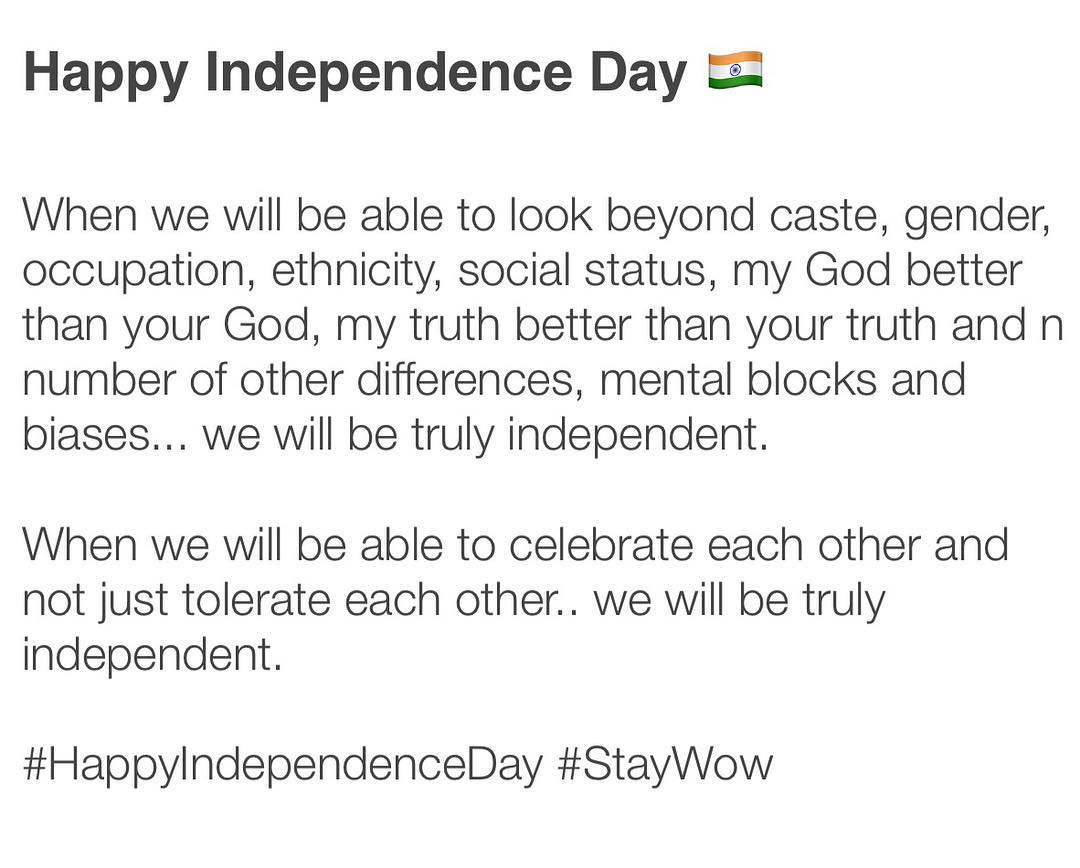 Happy Independence Day 🇮🇳
When we will be able to look beyond caste, gender,
occupation, ethnicity, social status, my God better
than your God, my truth better than your truth and n
number of other differences, mental blocks and
biases... we will be truly independent.
When we will be able to celebrate each other and
not just tolerate each other.. we will be truly
independent.
#HappyIndependenceDay #StayWow